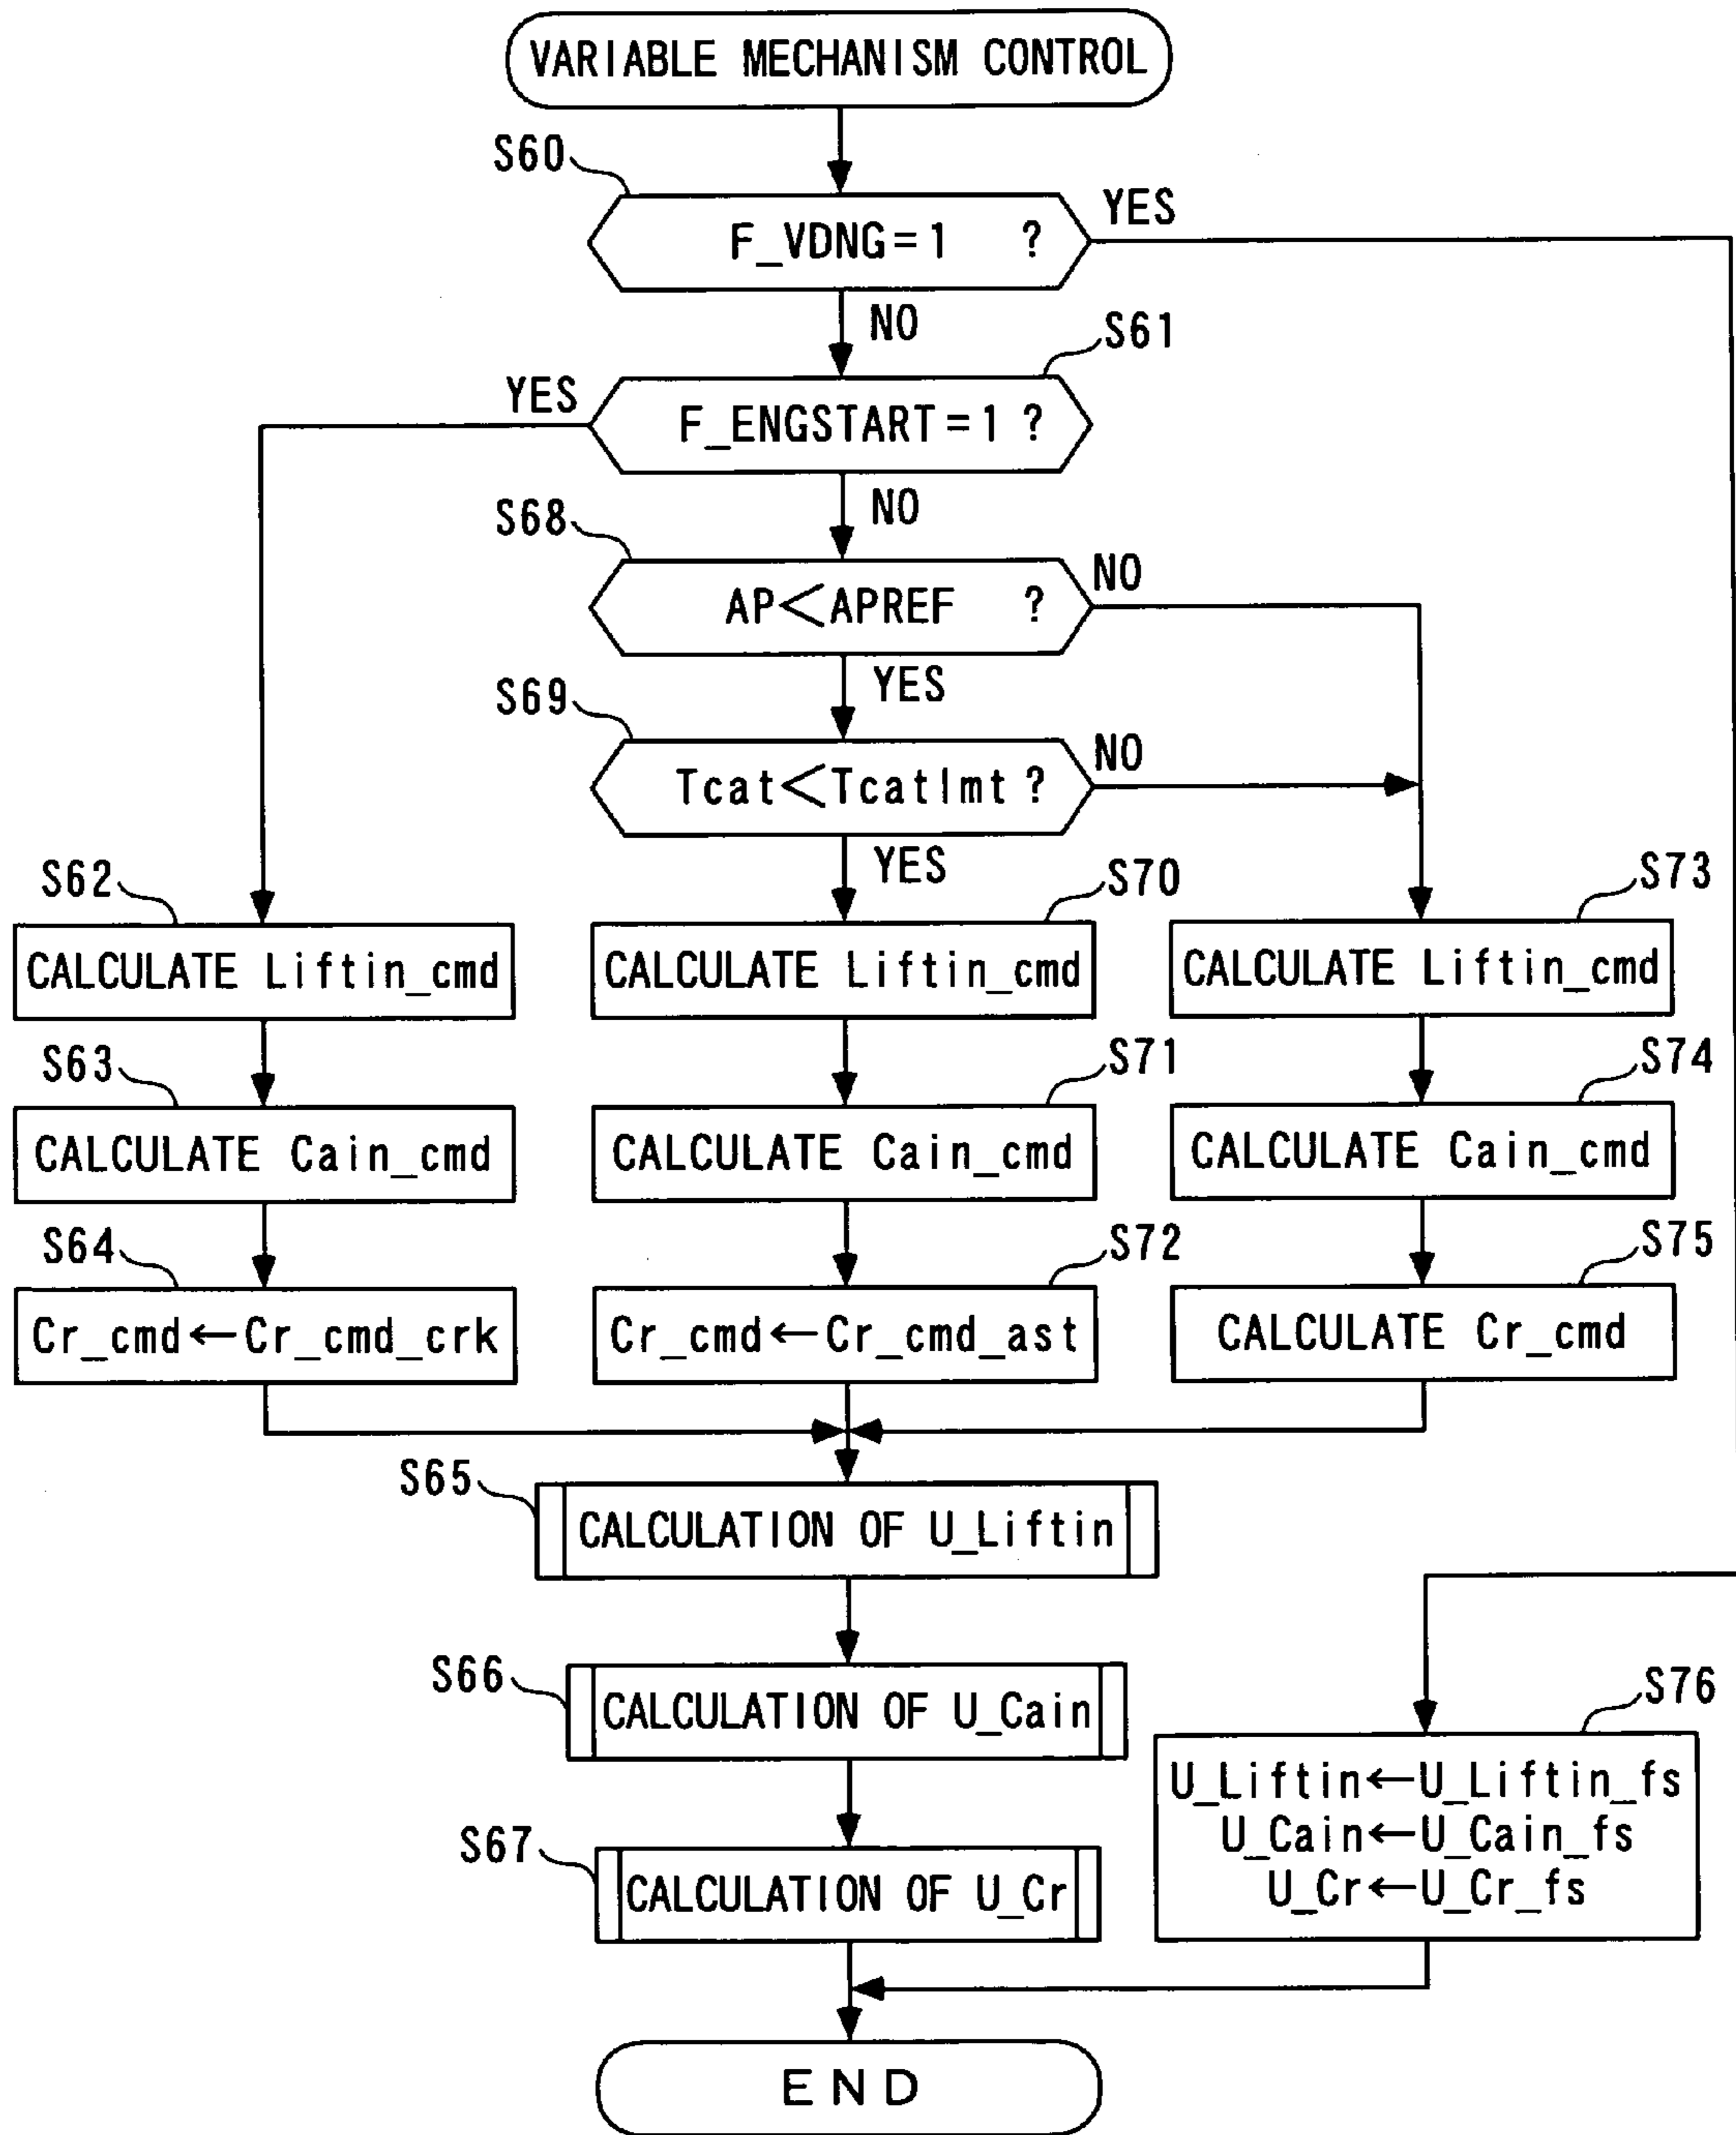 VARIABLE MECHANISM CONTROL
S60
F_VDNG=1 ?
YES
NO
S61
YES
F_ENGSTART=1 ?
NO
S68
AP<APREF ?
NO
YES
S69
Tcat<Tcatlmt ?
NO
YES
S62
S70
S73
CALCULATE Liftin_cmd
CALCULATE Liftin_cmd
CALCULATE Liftin_cmd
S63
S71
S74
CALCULATE Cain_cmd
CALCULATE Cain_cmd
CALCULATE Cain_cmd
S64
S72
S75
Cr_cmd←Cr_cmd_crk
Cr_cmd←Cr_cmd_ast
CALCULATE Cr_cmd
S65
CALCULATION OF U_Liftin
S66
CALCULATION OF U_Cain
S76
U_Liftin←U_Liftin_fs
U_Cain←U_Cain_fs
U_Cr←U_Cr_fs
S67
CALCULATION OF U_Cr
END